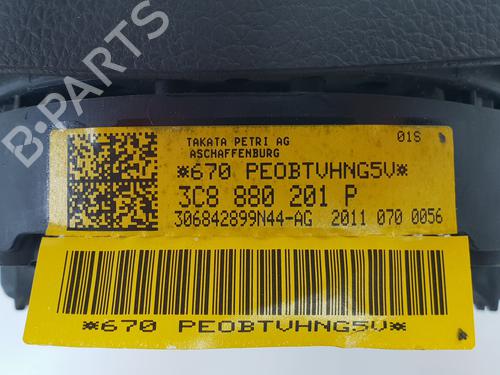 B-PARTS
TAKATA PETRI AG
01S
ASCHAFFENBURG
*670 PEOBTVHNG5V*
3C8 880 201 P
306842899N44-AG 2011 070 0056
*670 PEOBTVHNG5V*